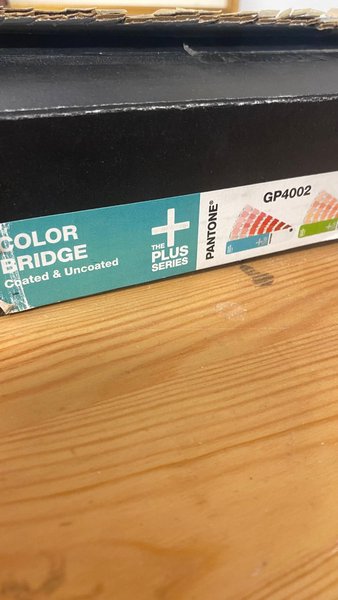 COLOR
BRIDGE
Coated & Uncoated
THE
PLUS
SERIES
PANTONE®
GP4002